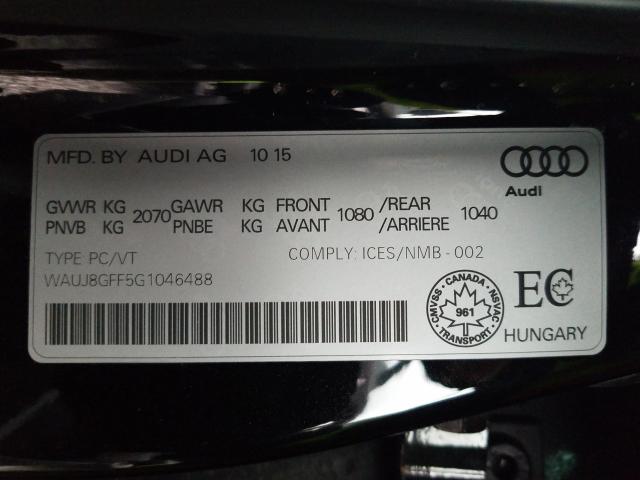 MFD. BY AUDI AG 10 15
Audi
GVWR KG 2070 GAWR KG FRONT 1080 /REAR 1040
PNVB KG PNBE KG AVANT /ARRIERE
TYPE PC/VT COMPLY: ICES/NMB - 002
WAUJ8GFF5G1046488
CANADA
CMVSS NSVAC
961
TRANSPORT
EC
HUNGARY